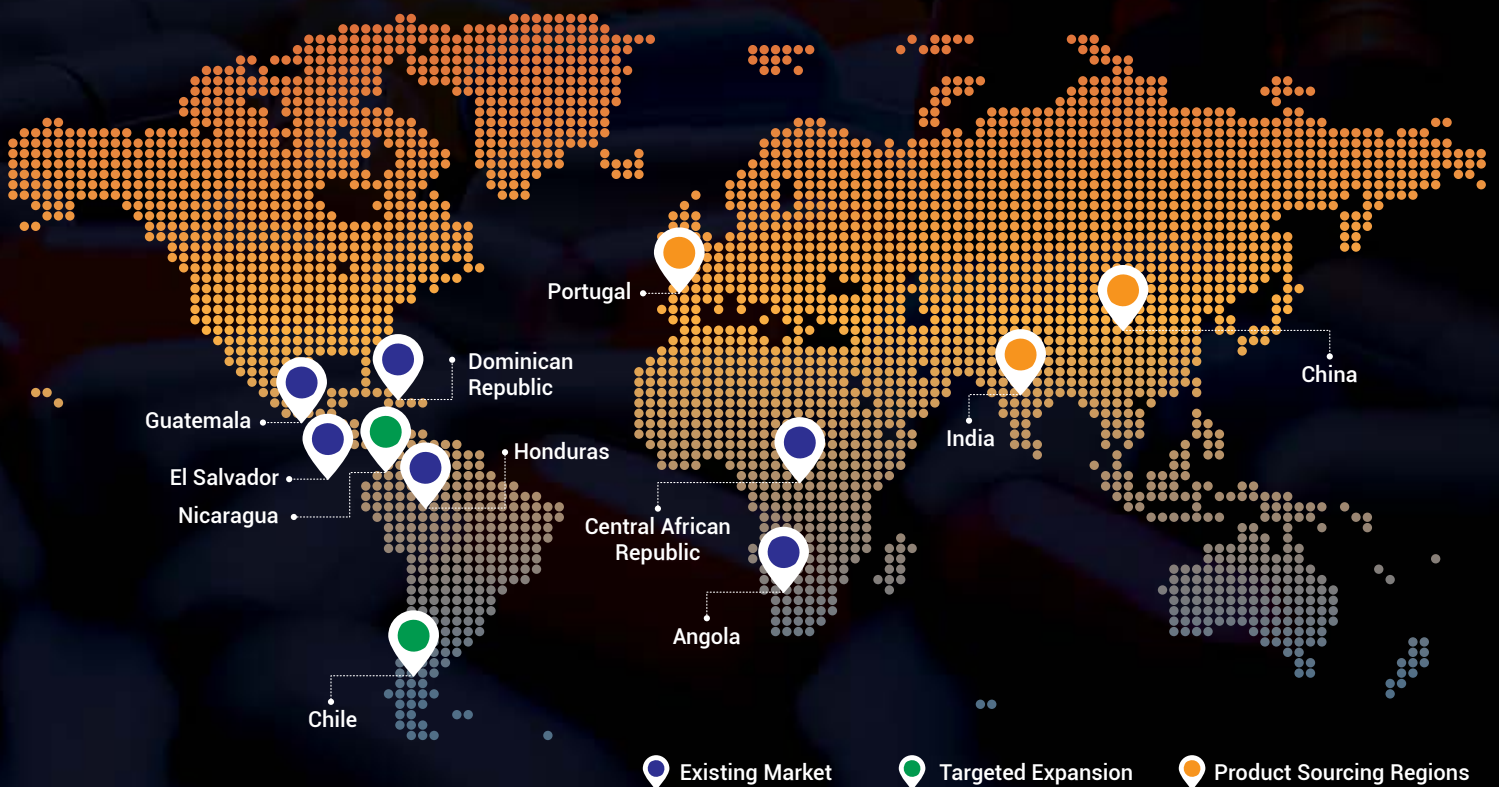 Portugal
Dominican
Republic
China
Guatemala
India
Honduras
El Salvador
Nicaragua
Central African
Republic
Angola
Chile
Existing Market
Targeted Expansion
Product Sourcing Regions